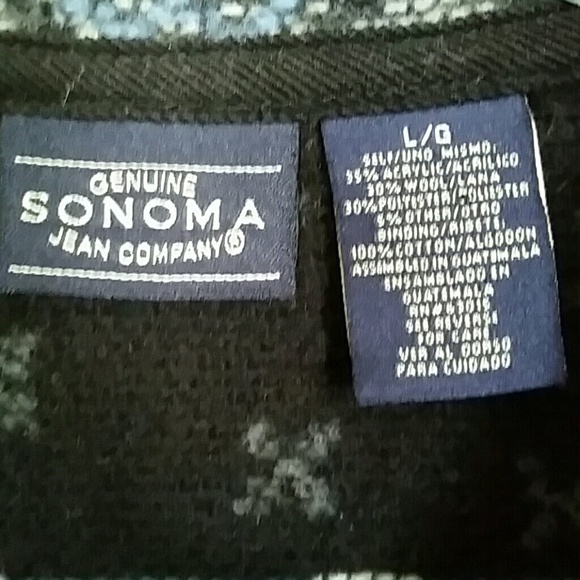 GENUINE
SONOMA
JEAN COMPANY®
L/G
SELF/UNO MISMO:
35% ACRYLIC/ACRILICO
30% WOOL/LANA
30% POLYESTER/POLIESTER
5% OTHER/OTRO
BINDING/RIBETE:
100% COTTON/ALGODON
ASSEMBLED IN GUATEMALA
ENSAMBLADO EN
GUATEMALA
SEE REVERSE
FOR CARE
VER AL DORSO
PARA CUIDADO